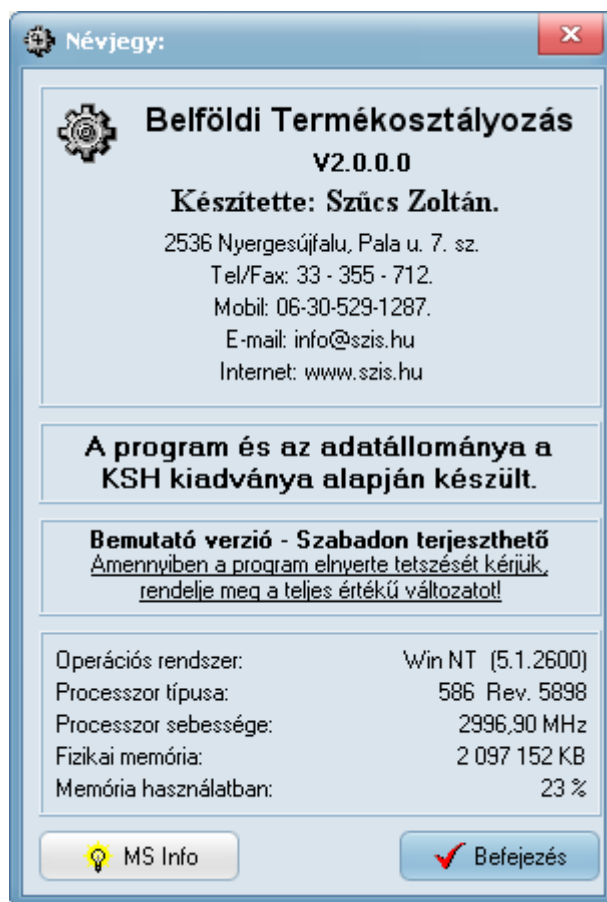 Névjegy:
Belföldi Termékosztályozás
V2.0.0.0
Készítette: Szűcs Zoltán.
2536 Nyergesújfalu, Pala u. 7. sz.
Tel/Fax: 33 - 355 - 712.
Mobil: 06-30-529-1287.
E-mail: info@szis.hu
Internet: www.szis.hu
A program és az adatállománya a
KSH kiadványa alapján készült.
Bemutató verzió - Szabadon terjeszthető
Amennyiben a program elnyerte tetszését kérjük,
rendelje meg a teljes értékű változatot!
Operációs rendszer: Win NT (5.1.2600)
Processzor típusa: 586 Rev. 5898
Processzor sebessége: 2996,90 MHz
Fizikai memória: 2 097 152 KB
Memória használatban: 23 %
MS Info Befejezés